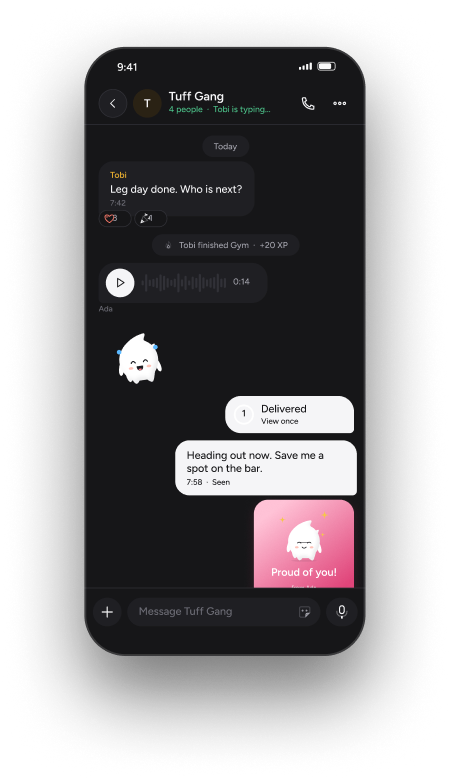 9:41
T
Tuff Gang
4 people · Tobi is typing...
Today
Tobi
Leg day done. Who is next?
7:42
3
4
Tobi finished Gym · +20 XP
0:14
Ada
1
Delivered
View once
Heading out now. Save me a
spot on the bar.
7:58 · Seen
Proud of you!
Message Tuff Gang